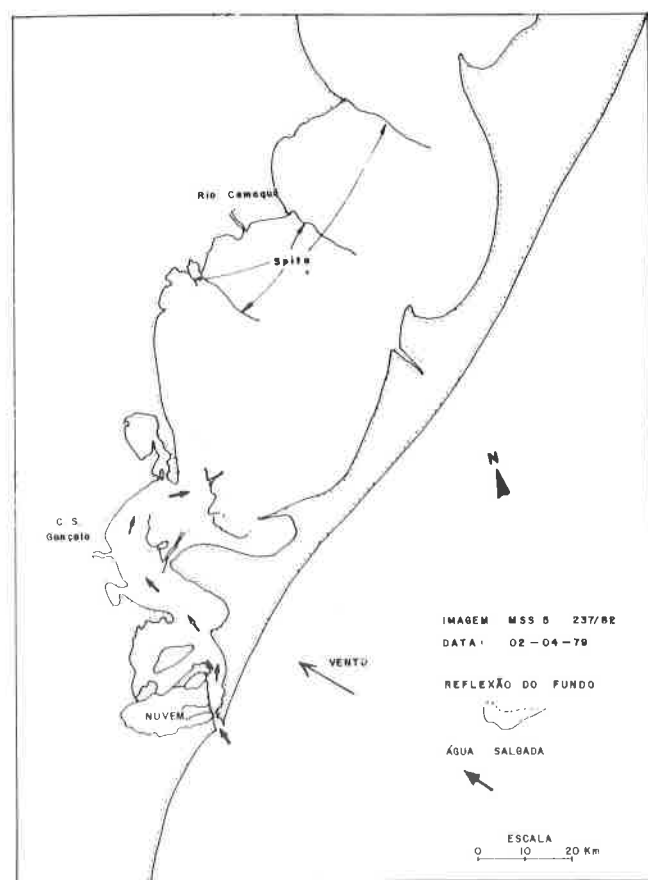 Rio Camaquã
Spits
C. S.
Gonçalo
N
IMAGEM MSS 5 237/82
DATA: 02-04-79
VENTO
REFLEXÃO DO FUNDO
NUVEM
ÁGUA SALGADA
ESCALA
0 10 20 Km